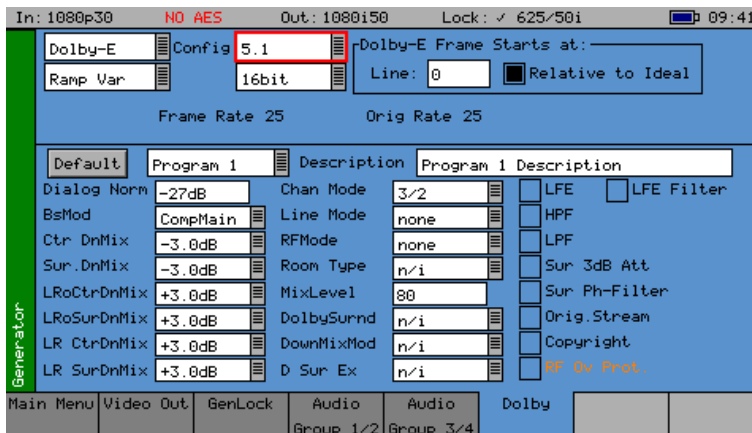 In: 1080p30 NO AES Out: 1080i50 Lock: ✓ 625/50i 09:41
Dolby-E Config 5.1 Dolby-E Frame Starts at:
Ramp Var 16bit Line: 0 Relative to Ideal
Frame Rate 25 Orig Rate 25
Default Program 1 Description Program 1 Description
Dialog Norm -27dB Chan Mode 3/2 LFE LFE Filter
BsMod CompMain Line Mode none HPF
Ctr DnMix -3.0dB RFMode none LPF
Sur.DnMix -3.0dB Room Type n/i Sur 3dB Att
LRoCtrDnMix +3.0dB MixLevel 80 Sur Ph-Filter
LRoSurDnMix +3.0dB DolbySurnd n/i Orig.Stream
LR CtrDnMix +3.0dB DownMixMod n/i Copyright
LR SurDnMix +3.0dB D Sur Ex n/i RF Ov Prot.
Generator
Main Menu Video Out GenLock Audio Audio Dolby
Group 1/2 Group 3/4